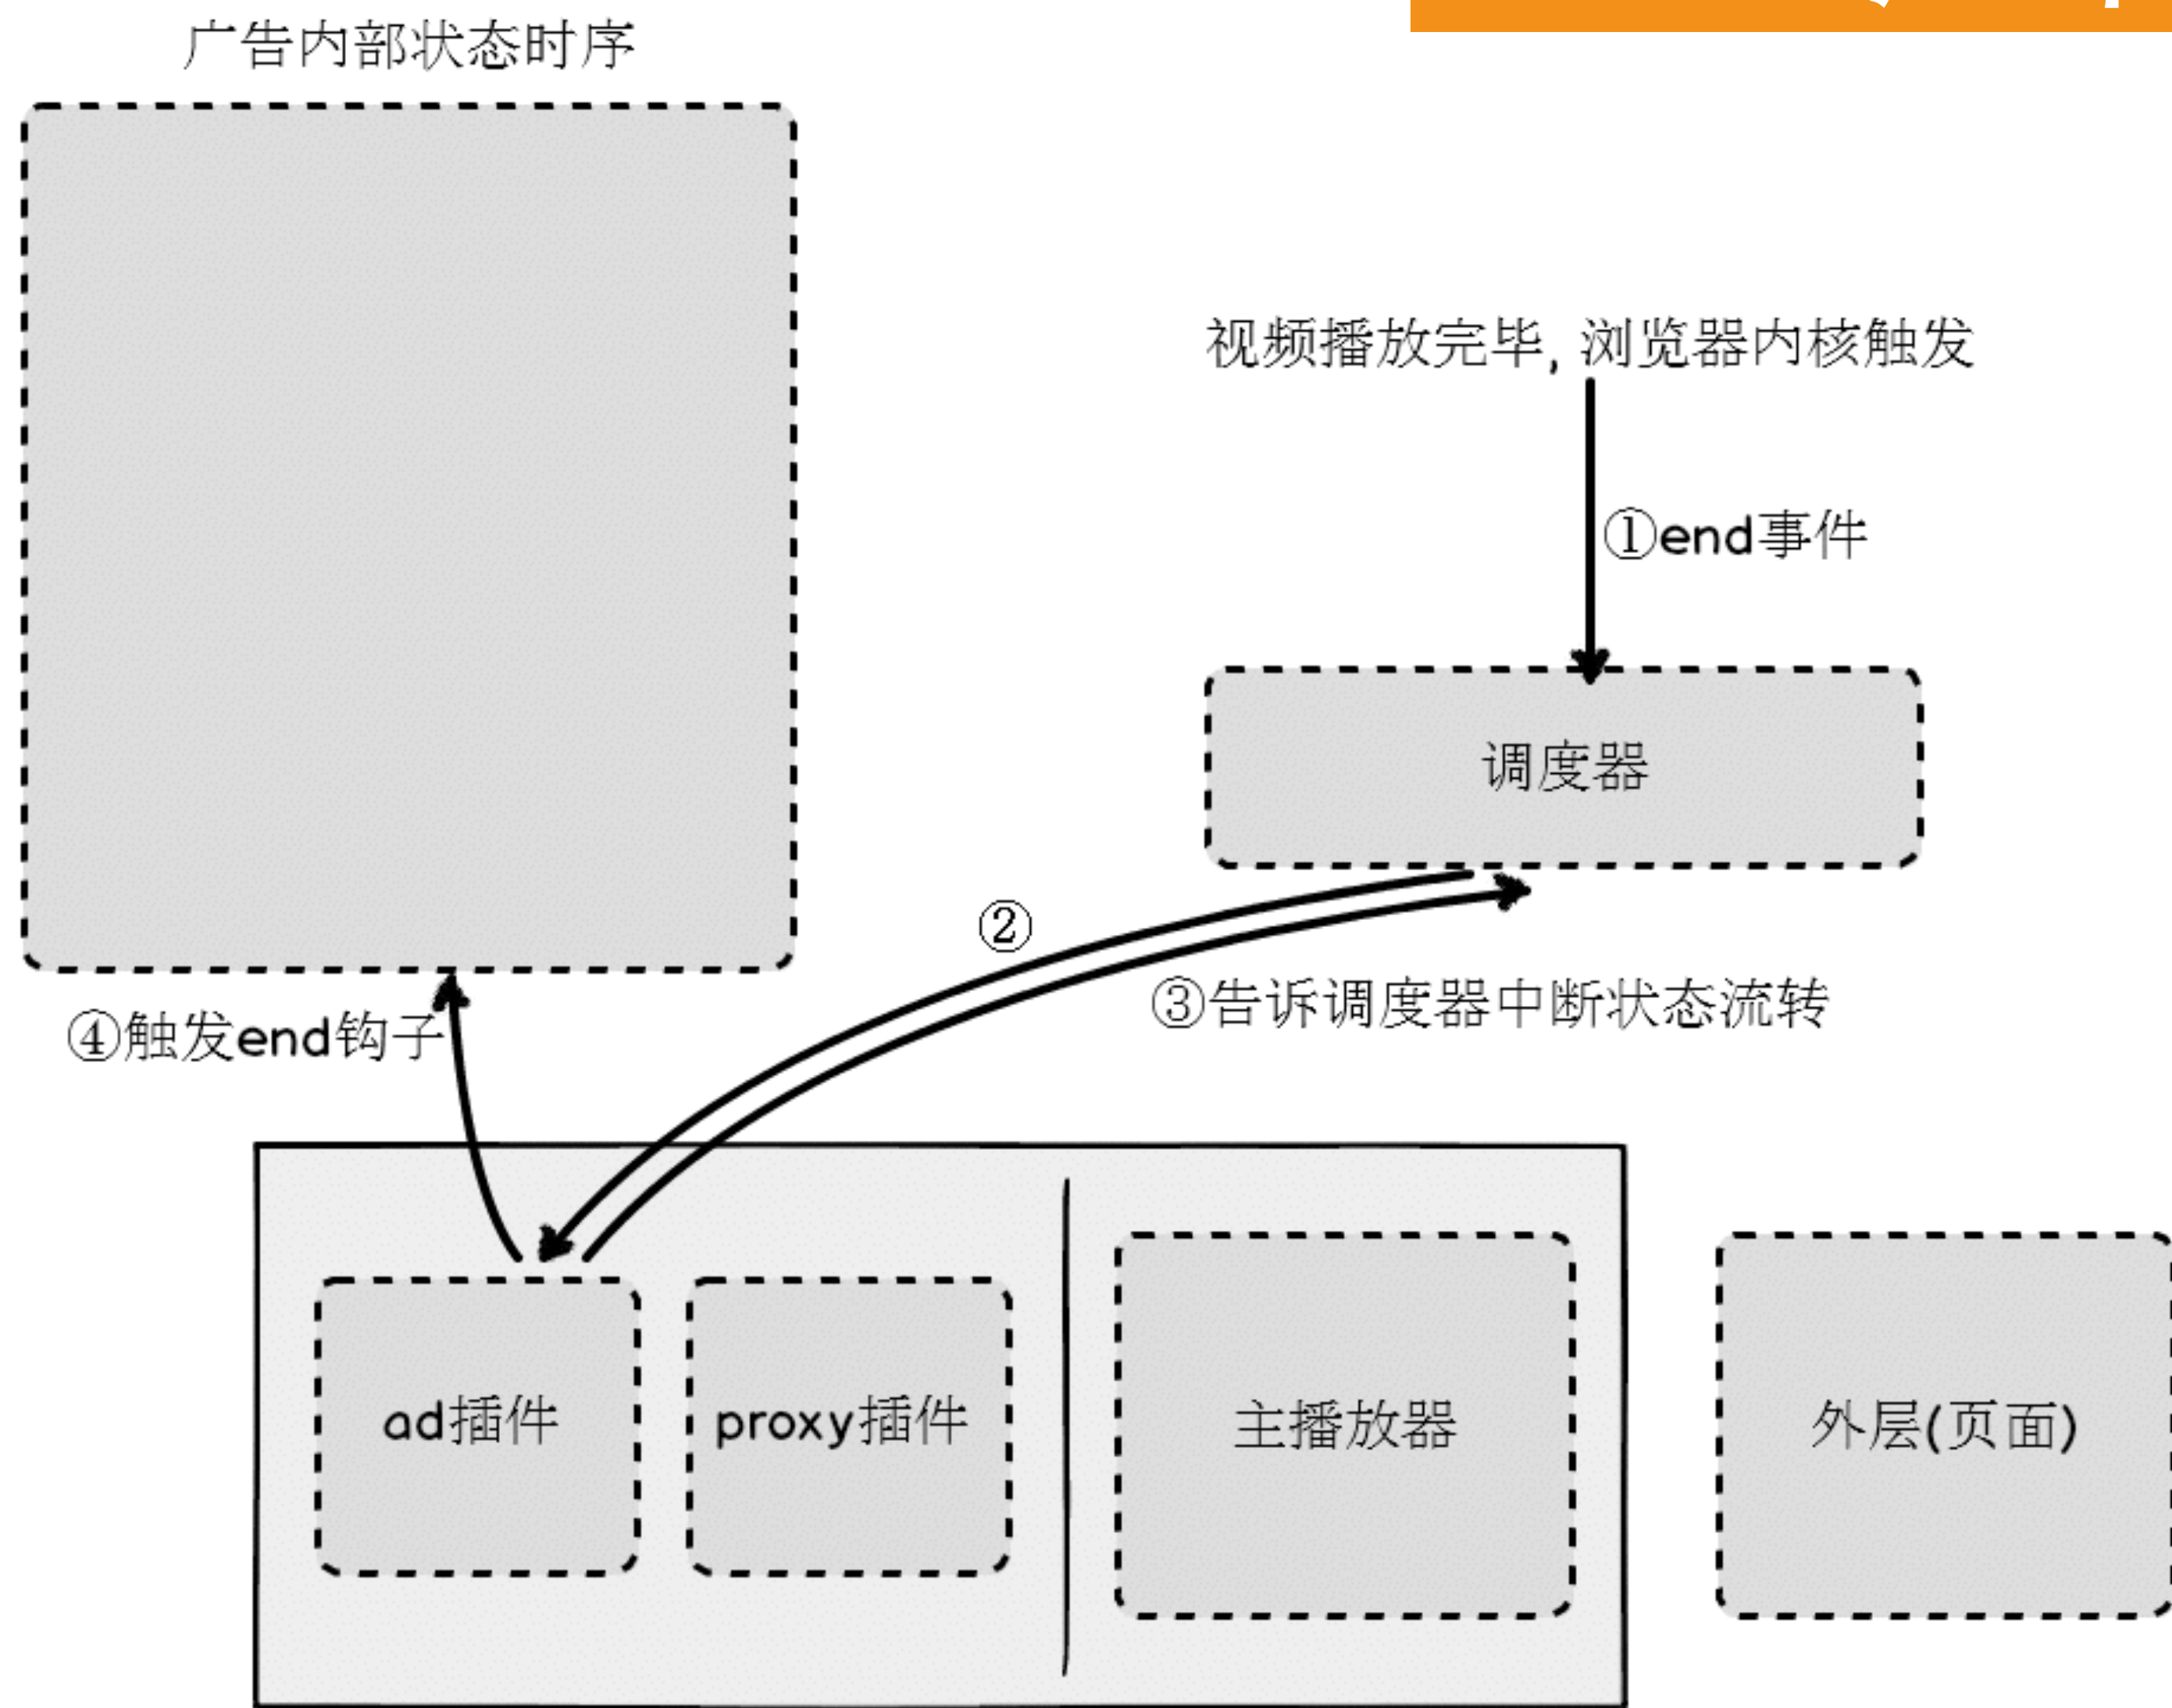 广告内部状态时序
视频播放完毕, 浏览器内核触发
①end事件
调度器
②
③告诉调度器中断状态流转
④触发end钩子
ad插件
proxy插件
主播放器
外层(页面)